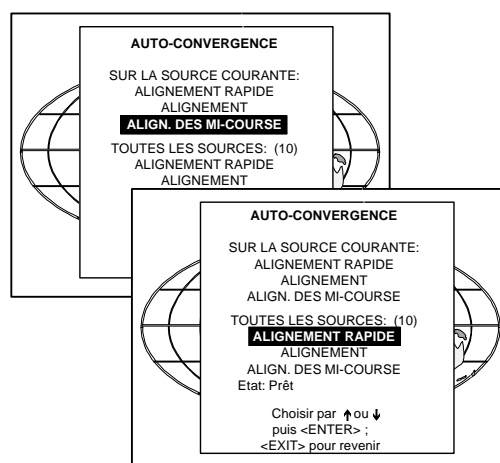 AUTO-CONVERGENCE
SUR LA SOURCE COURANTE:
ALIGNEMENT RAPIDE
ALIGNEMENT
ALIGN. DES MI-COURSE
TOUTES LES SOURCES: (10)
ALIGNEMENT RAPIDE
ALIGNEMENT
AUTO-CONVERGENCE
SUR LA SOURCE COURANTE:
ALIGNEMENT RAPIDE
ALIGNEMENT
ALIGN. DES MI-COURSE
TOUTES LES SOURCES: (10)
ALIGNEMENT RAPIDE
ALIGNEMENT
ALIGN. DES MI-COURSE
Etat: Prêt
Choisir par ↑ ou ↓
puis <ENTER> ;
<EXIT> pour revenir